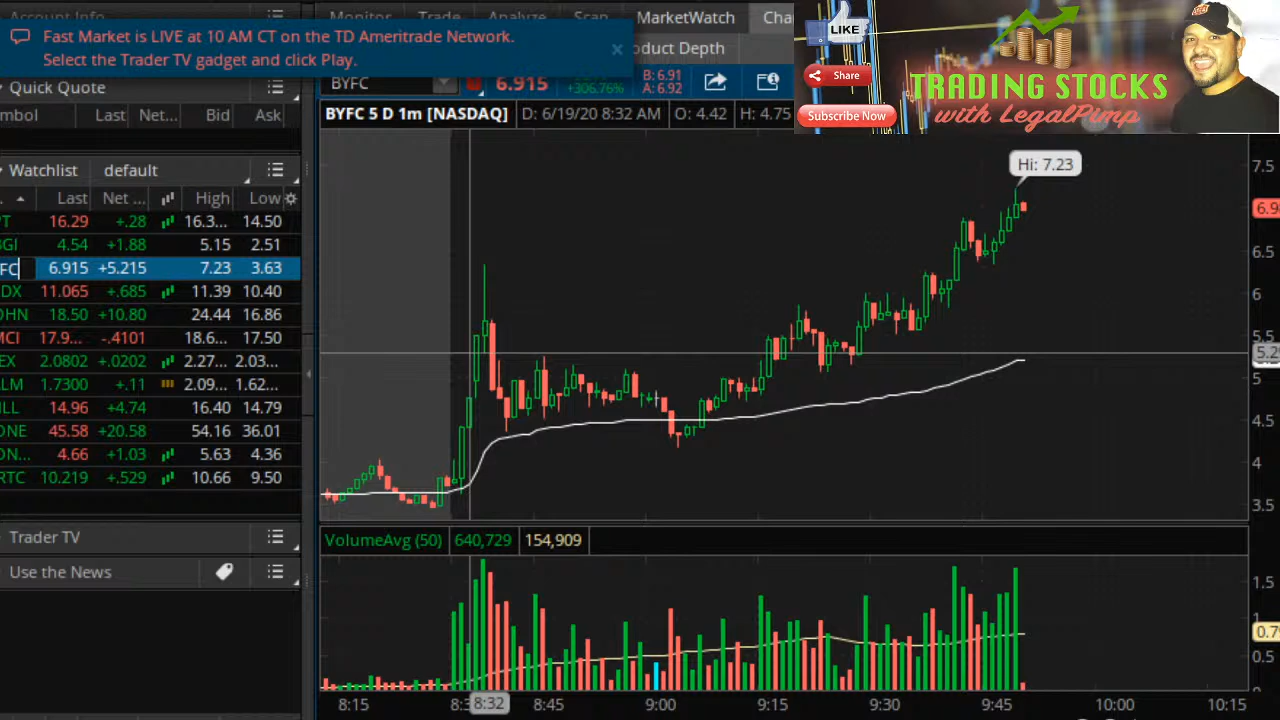 Account Info
Monitor Trade Analyze Scan MarketWatch Cha
Fast Market is LIVE at 10 AM CT on the TD Ameritrade Network.
Select the Trader TV gadget and click Play.
oduct Depth
LIKE
Share
Subscribe Now
TRADING STOCKS
with LegalPimp
Quick Quote
mbol Last Net... Bid Ask
BYFC 6.915 +306.76% B: 6.91 A: 6.92
BYFC 5 D 1m [NASDAQ] D: 6/19/20 8:32 AM O: 4.42 H: 4.75
Watchlist default
Last Net ... High Low
T 16.29 +.28 16.3... 14.50
GI 4.54 +1.88 5.15 2.51
FC 6.915 +5.215 7.23 3.63
DX 11.065 +.685 11.39 10.40
OHN 18.50 +10.80 24.44 16.86
MCI 17.9... -.4101 18.6... 17.50
EX 2.0802 +.0202 2.27... 2.03...
LM 1.7300 +.11 2.09... 1.62...
LL 14.96 +4.74 16.40 14.79
ONE 45.58 +20.58 54.16 36.01
ON... 4.66 +1.03 5.63 4.36
RTC 10.219 +.529 10.66 9.50
Trader TV
Use the News
Hi: 7.23
7.5
6.9
6.5
6
5.2
5
4.5
4
3.5
VolumeAvg (50) 640,729 154,909
1.5
1
0.7
0.5
0
8:15 8:3 8:32 8:45 9:00 9:15 9:30 9:45 10:00 10:15